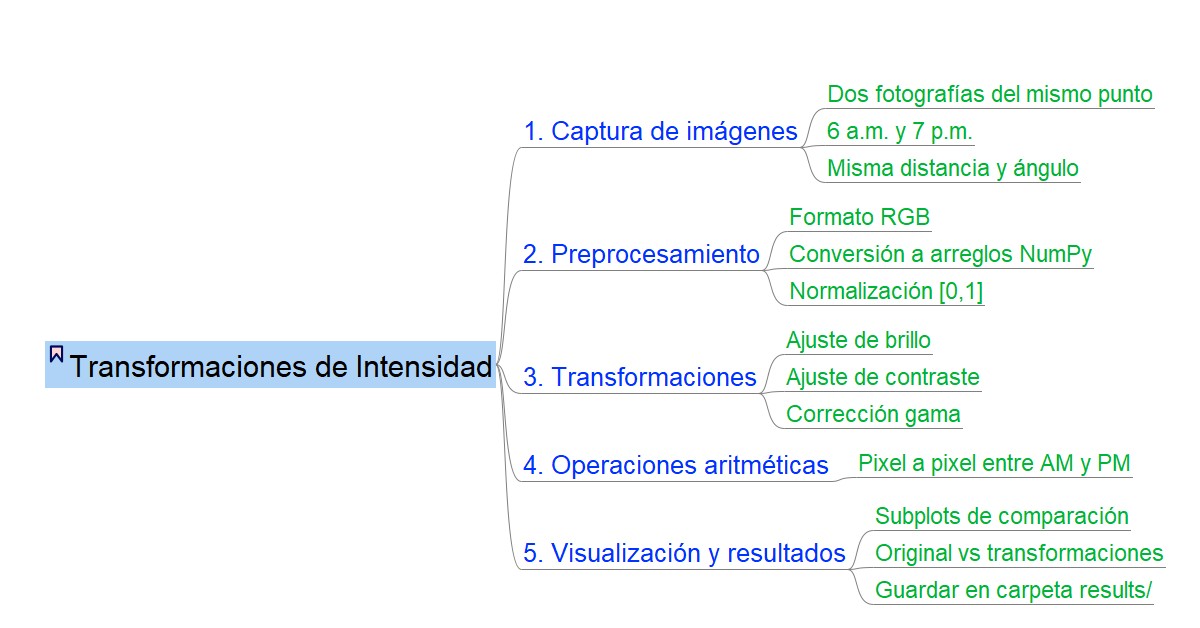 Transformaciones de Intensidad
1. Captura de imágenes
Dos fotografías del mismo punto
6 a.m. y 7 p.m.
Misma distancia y ángulo
2. Preprocesamiento
Formato RGB
Conversión a arreglos NumPy
Normalización [0,1]
3. Transformaciones
Ajuste de brillo
Ajuste de contraste
Corrección gama
4. Operaciones aritméticas
Pixel a pixel entre AM y PM
5. Visualización y resultados
Subplots de comparación
Original vs transformaciones
Guardar en carpeta results/